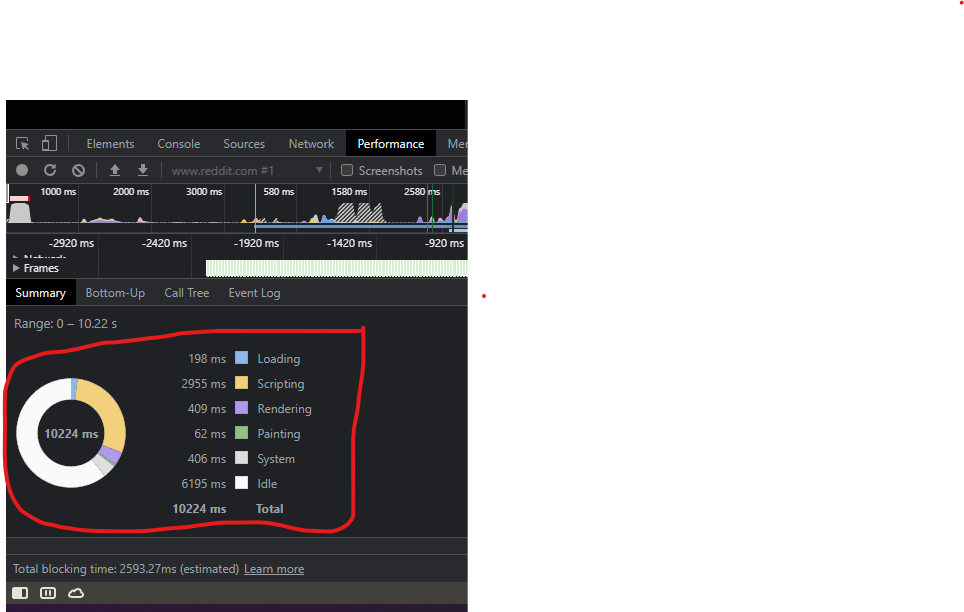 Elements Console Sources Network Performance Mer
www.reddit.com #1 Screenshots Me
1000 ms 2000 ms 3000 ms 580 ms 1580 ms 2580 ms
-2920 ms -2420 ms -1920 ms -1420 ms -920 ms
Network
Frames
Summary Bottom-Up Call Tree Event Log
Range: 0 – 10.22 s
198 ms Loading
2955 ms Scripting
409 ms Rendering
10224 ms 62 ms Painting
406 ms System
6195 ms Idle
10224 ms Total
Total blocking time: 2593.27ms (estimated) Learn more